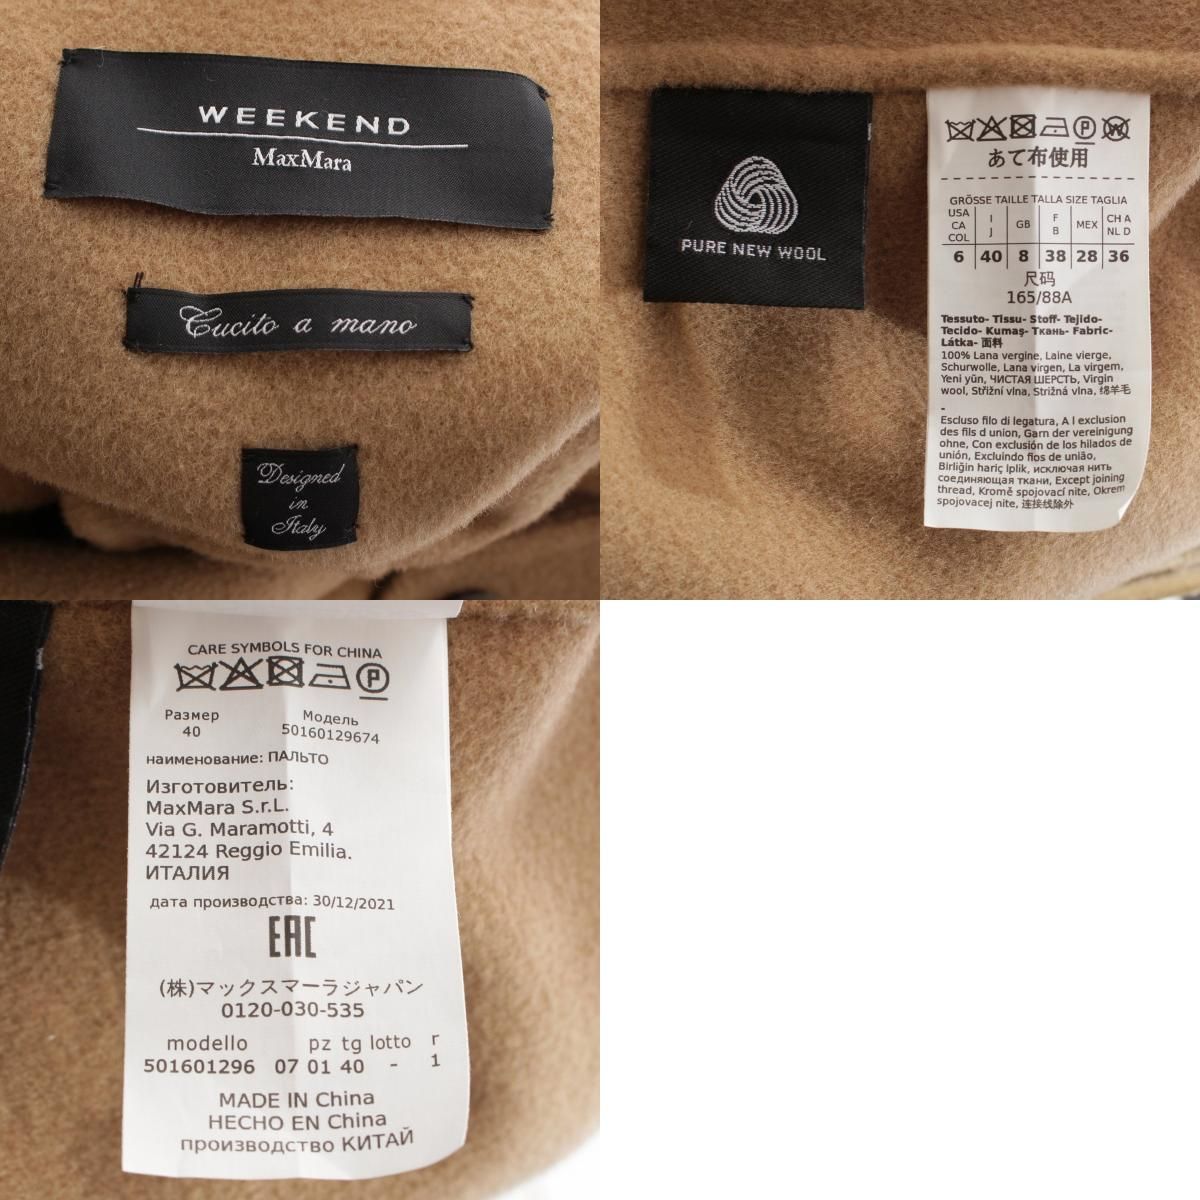 WEEKEND
MaxMara
Cucito a mano
Designed
in
Italy
PURE NEW WOOL
P W
あて布使用
GRÖSSE TAILLE TALLA SIZE TAGLIA
USA CA COL I J GB F B MEX CH A NL D
6 40 8 38 28 36
尺码
165/88A
Tessuto- Tissu- Stoff- Tejido-
Tecido- Kumaş- Ткань- Fabric-
Látka- 面料
100% Lana vergine, Laine vierge,
Schurwolle, Lana virgen, La virgem,
Yeni yün, ЧИСТАЯ ШЕРСТЬ, Virgin
wool, Střižní vlna, Strižná vlna, 绵羊毛
-
Escluso filo di legatura, A l exclusion
des fils d union, Garn der vereinigung
ohne, Con exclusión de los hilados de
unión, Excluindo fios de união,
Birliğin hariç iplik, исключая нить
соединяющая ткани, Except joining
thread, Kromě spojovací nite, Okrem
spojovacej nite, 连接线除外
CARE SYMBOLS FOR CHINA
P
Размер Модель
40 50160129674
наименование: ПАЛЬТО
Изготовитель:
MaxMara S.r.L.
Via G. Maramotti, 4
42124 Reggio Emilia.
ИТАЛИЯ
дата производства: 30/12/2021
EAC
(株)マックスマーラジャパン
0120-030-535
modello pz tg lotto r
501601296 07 01 40 - 1
MADE IN China
HECHO EN China
производство КИТАЙ